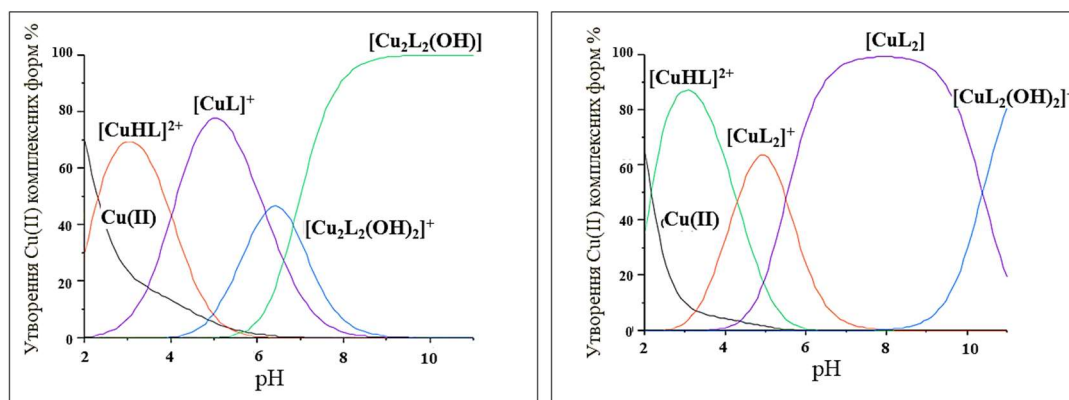 Утворення Cu(II) комплексних форм %
100
80
60
40
20
0
2
4
6
8
10
pH
Cu(II)
[CuHL]²⁺
[CuL]⁺
[Cu₂L₂(OH)₂]⁺
[Cu₂L₂(OH)]
Утворення Cu(II) комплексних форм %
100
80
60
40
20
0
2
4
6
8
10
pH
Cu(II)
[CuHL]²⁺
[CuL₂]⁺
[CuL₂]
[CuL₂(OH)₂]⁺